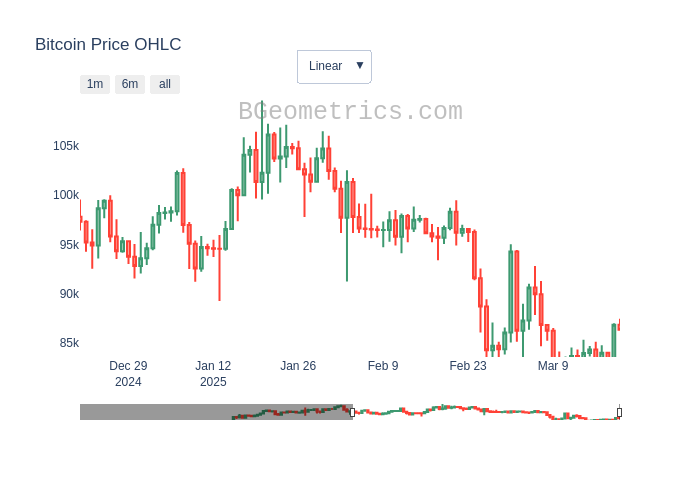 Bitcoin Price OHLC
Linear ▼
1m 6m all
BGeometrics.com
105k
100k
95k
90k
85k
Dec 29 Jan 12 Jan 26 Feb 9 Feb 23 Mar 9
2024 2025